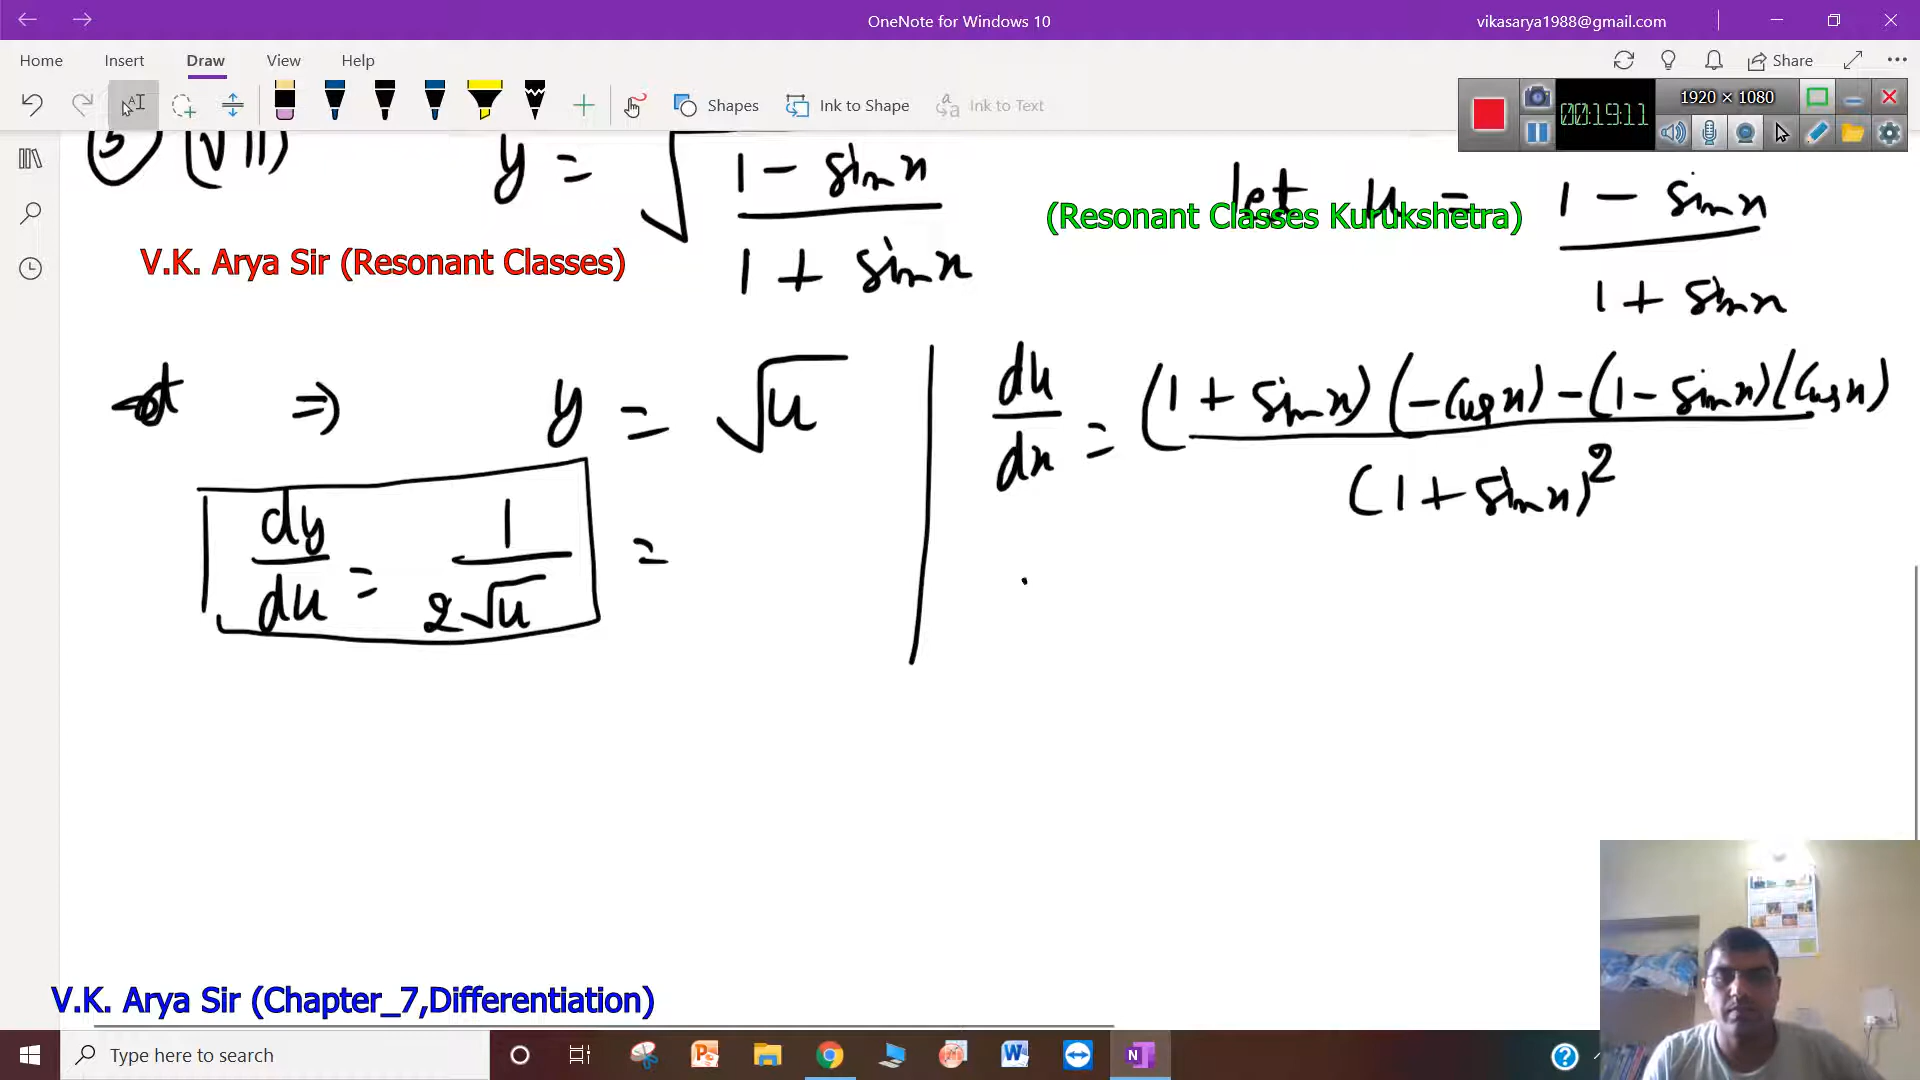 OneNote for Windows 10
vikasarya1988@gmail.com
Home Insert Draw View Help
Share
Shapes Ink to Shape Ink to Text
1920 × 1080
00:19:11
(5) (VII) y = √((1 - sin x)/(1 + sin x))
let u = (1 - sin x)/(1 + sin x)
(Resonant Classes Kurukshetra)
V.K. Arya Sir (Resonant Classes)
⇒ y = √u
dy/du = 1/(2√u) =
du/dx = ((1 + sin x)(-cos x) - (1 - sin x)(cos x))/(1 + sin x)²
V.K. Arya Sir (Chapter_7,Differentiation)
Type here to search